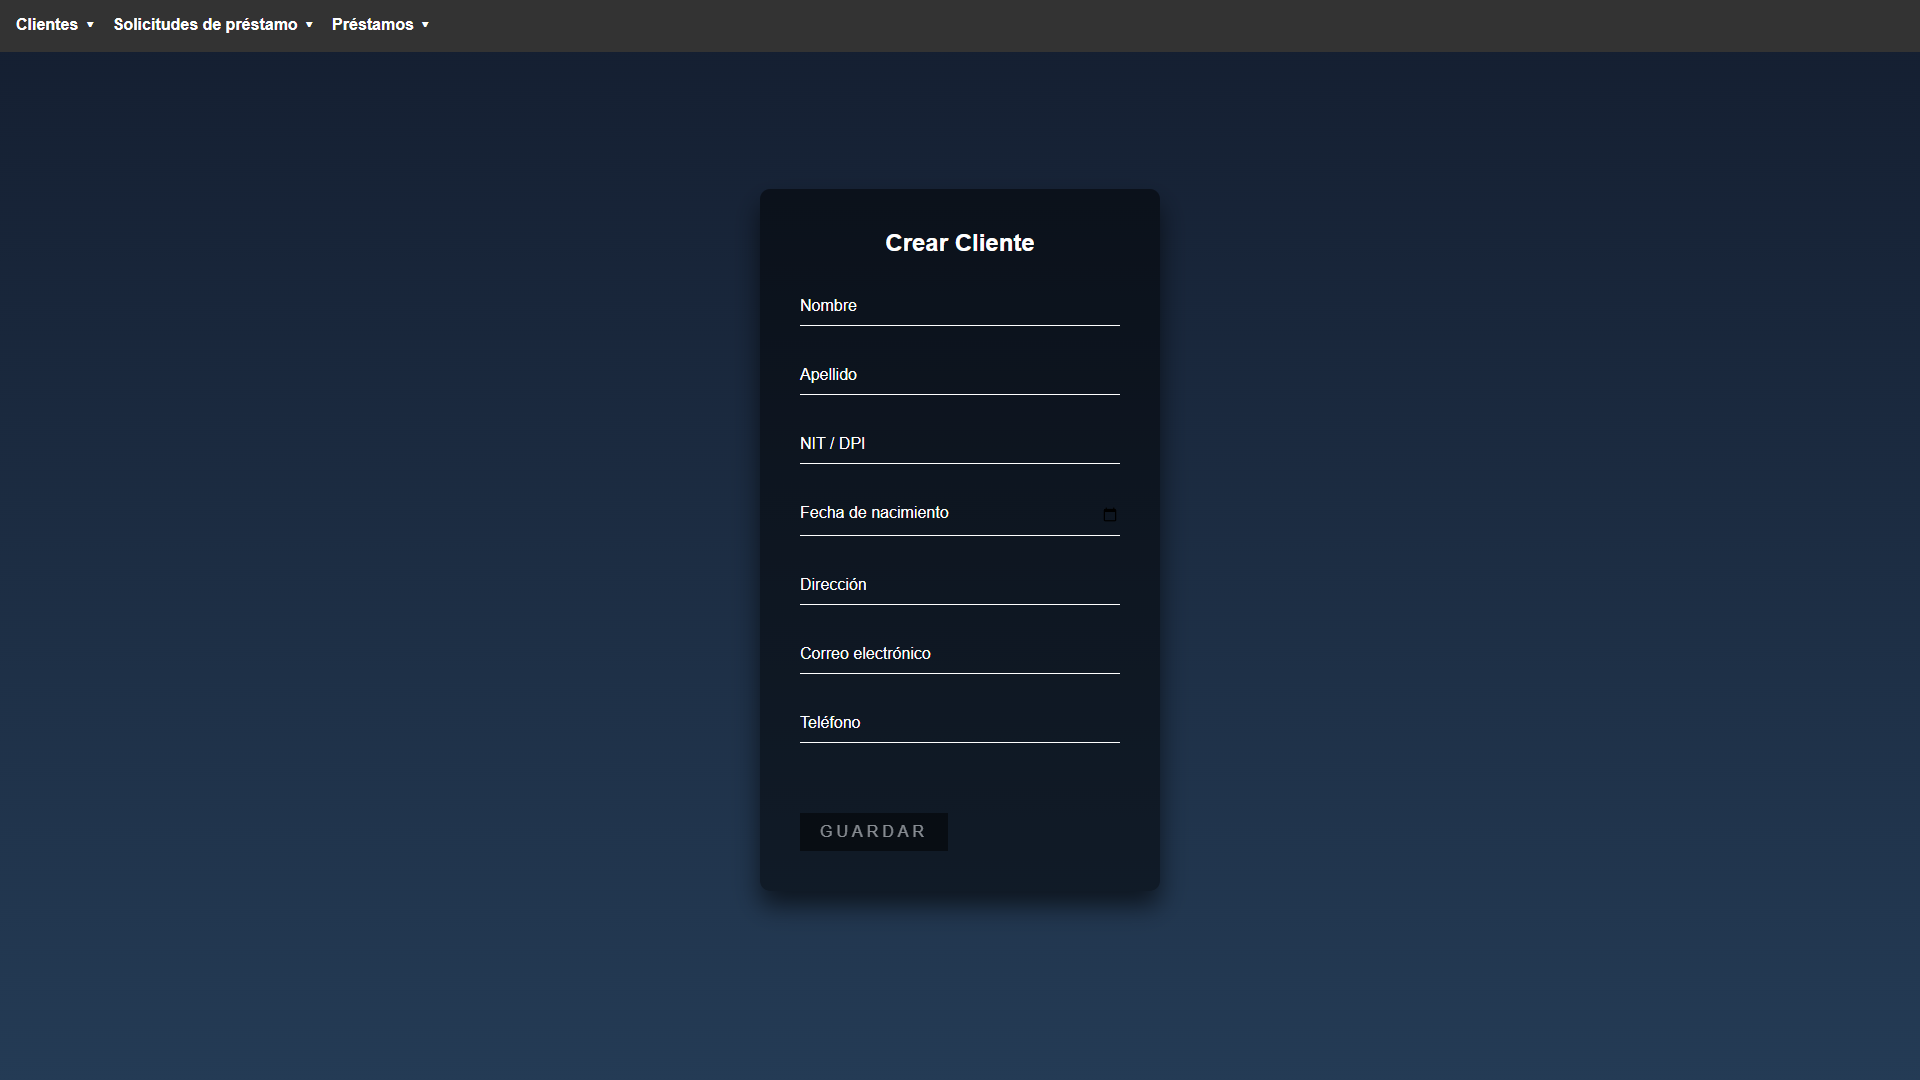 Clientes ▼ Solicitudes de préstamo ▼ Préstamos ▼
Crear Cliente
Nombre
Apellido
NIT / DPI
Fecha de nacimiento
Dirección
Correo electrónico
Teléfono
GUARDAR